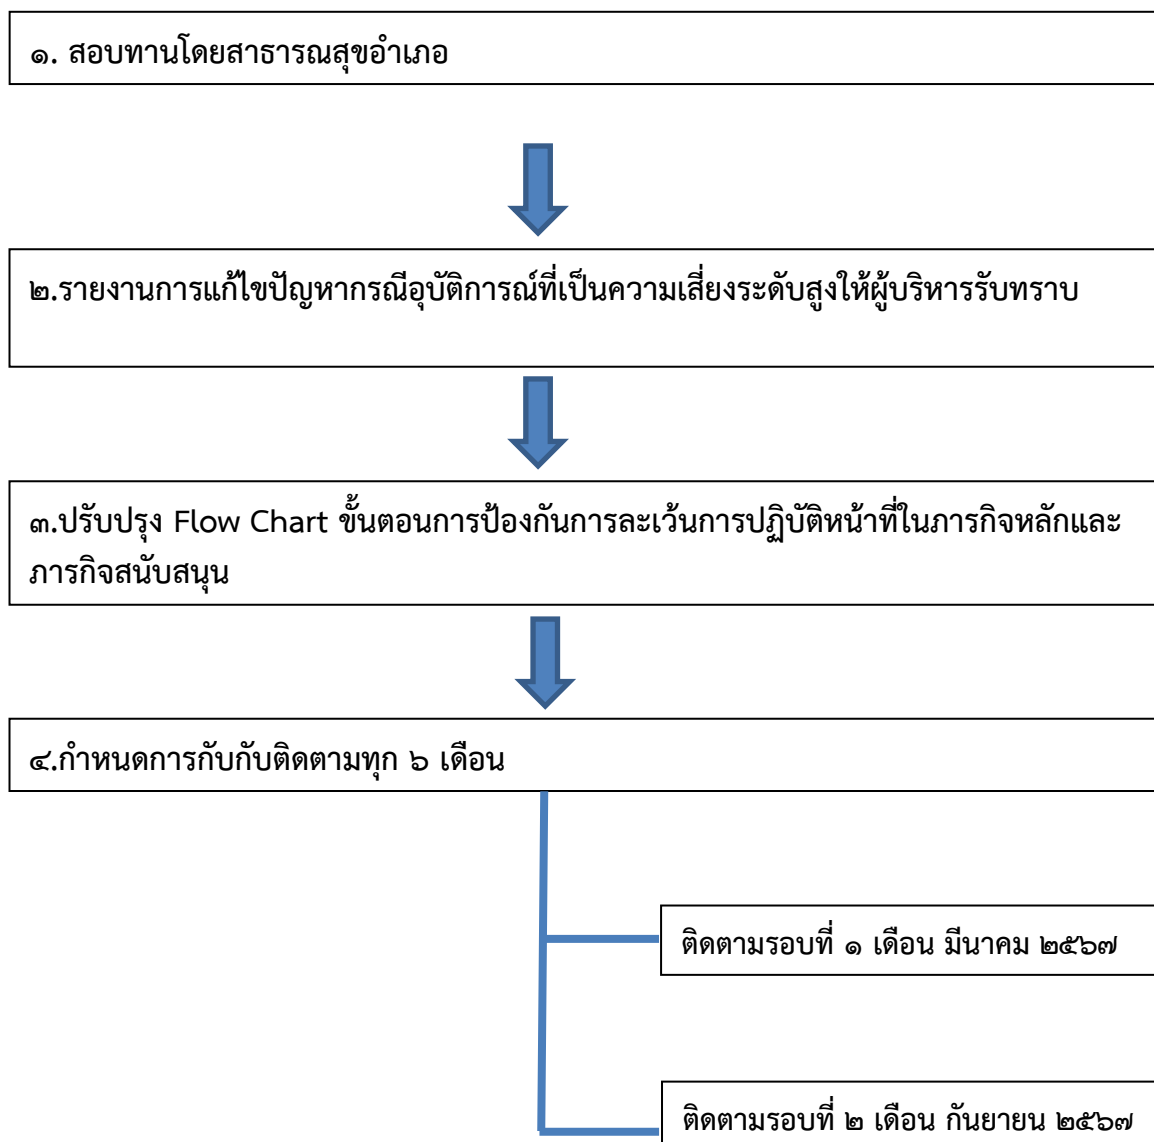 ๑. สอบทานโดยสาธารณสุขอำเภอ
๒.รายงานการแก้ไขปัญหากรณีอุบัติการณ์ที่เป็นความเสี่ยงระดับสูงให้ผู้บริหารรับทราบ
๓.ปรับปรุง Flow Chart ขั้นตอนการป้องกันการละเว้นการปฏิบัติหน้าที่ในภารกิจหลักและ
ภารกิจสนับสนุน
๔.กำหนดการกับกับติดตามทุก ๖ เดือน
ติดตามรอบที่ ๑ เดือน มีนาคม ๒๕๖๗
ติดตามรอบที่ ๒ เดือน กันยายน ๒๕๖๗